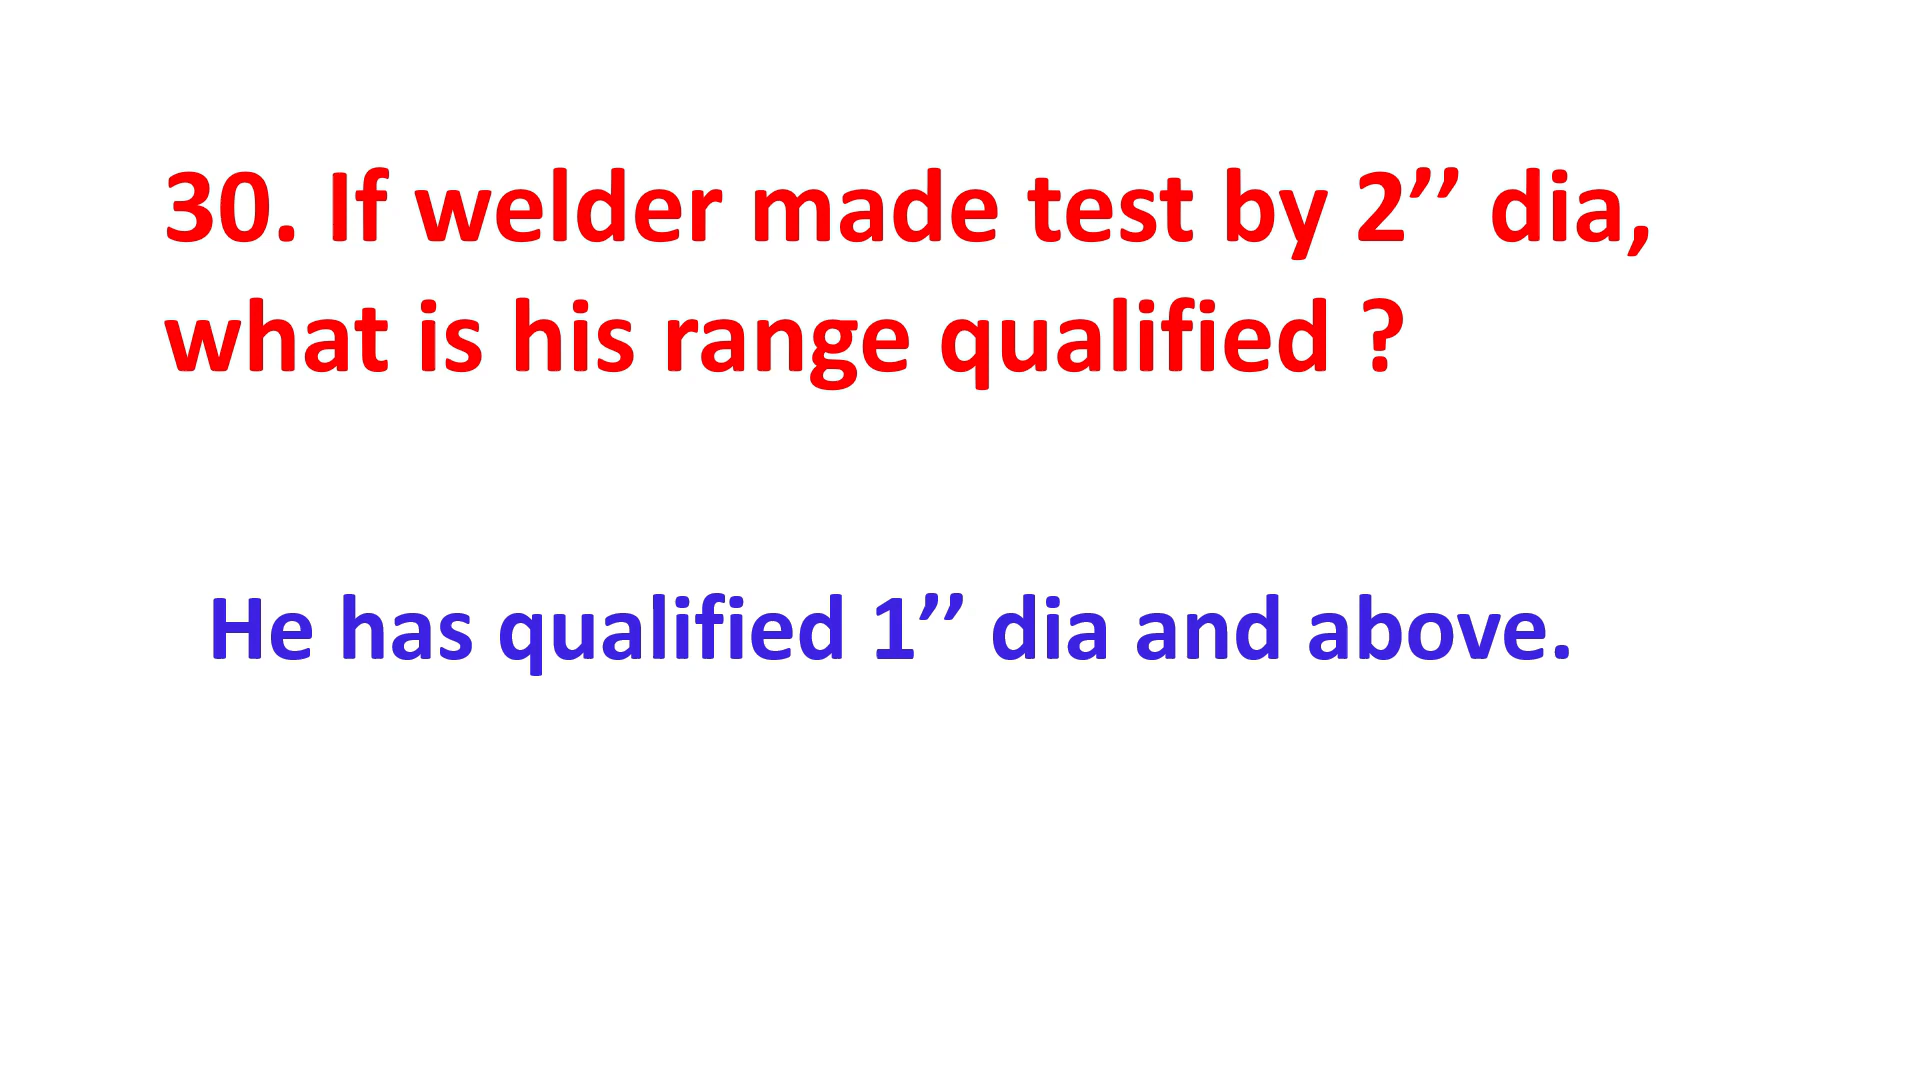 30. If welder made test by 2’’ dia,
what is his range qualified ?
He has qualified 1’’ dia and above.